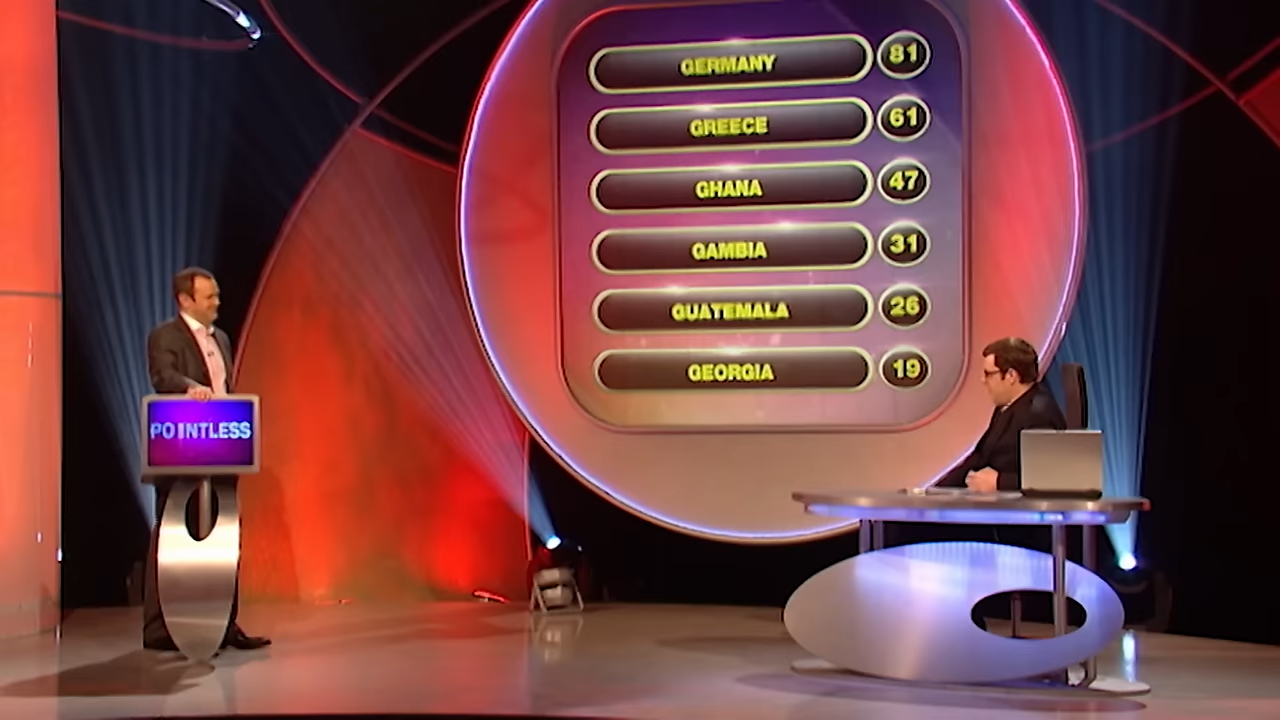 GERMANY 81
GREECE 61
GHANA 47
GAMBIA 31
GUATEMALA 26
GEORGIA 19
POINTLESS